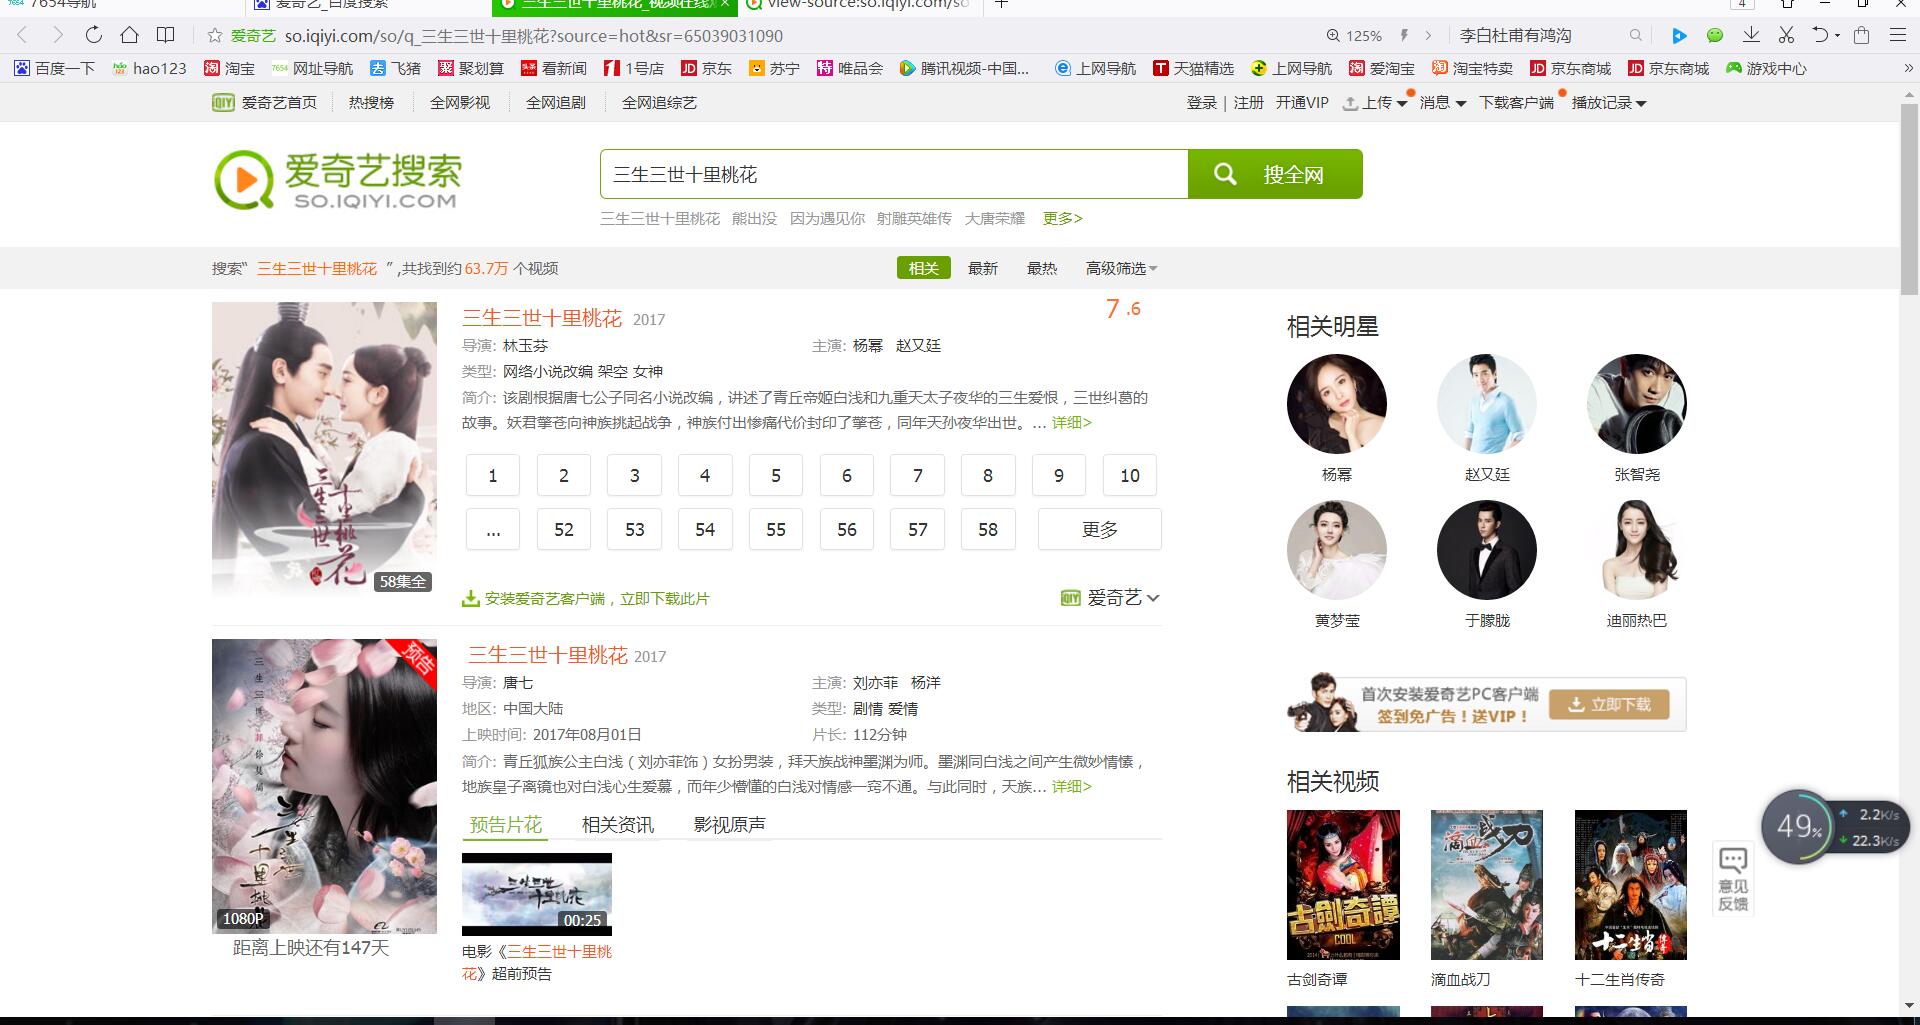 7654导航
爱奇艺_百度搜索
三生三世十里桃花_视频在线
view-source:so.iqiyi.com/so
4
爱奇艺 so.iqiyi.com/so/q_三生三世十里桃花?source=hot&sr=65039031090
125%
李白杜甫有鸿沟
百度一下 hao123 淘宝 网址导航 飞猪 聚划算 看新闻 1号店 京东 苏宁 唯品会 腾讯视频-中国... 上网导航 天猫精选 上网导航 爱淘宝 淘宝特卖 京东商城 京东商城 游戏中心 »
爱奇艺首页 热搜榜 全网影视 全网追剧 全网追综艺
登录 | 注册 开通VIP 上传 消息 下载客户端 播放记录
爱奇艺搜索
SO.IQIYI.COM
三生三世十里桃花
搜全网
三生三世十里桃花 熊出没 因为遇见你 射雕英雄传 大唐荣耀 更多>
搜索“ 三生三世十里桃花 ”,共找到约 63.7万 个视频
相关 最新 最热 高级筛选
三生三世十里桃花 2017
7.6
导演: 林玉芬 主演: 杨幂 赵又廷
类型: 网络小说改编 架空 女神
简介: 该剧根据唐七公子同名小说改编，讲述了青丘帝姬白浅和九重天太子夜华的三生爱恨，三世纠葛的
故事。妖君擎苍向神族挑起战争，神族付出惨痛代价封印了擎苍，同年天孙夜华出世。... 详细>
1 2 3 4 5 6 7 8 9 10
... 52 53 54 55 56 57 58 更多
三生三世
十里桃花
58集全
安装爱奇艺客户端，立即下载此片
爱奇艺
三生三世十里桃花 2017
导演: 唐七 主演: 刘亦菲 杨洋
地区: 中国大陆 类型: 剧情 爱情
上映时间: 2017年08月01日 片长: 112分钟
简介: 青丘狐族公主白浅（刘亦菲饰）女扮男装，拜天族战神墨渊为师。墨渊同白浅之间产生微妙情愫，
地族皇子离镜也对白浅心生爱慕，而年少懵懂的白浅对情感一窍不通。与此同时，天族... 详细>
预告
1080P
距离上映还有147天
预告片花 相关资讯 影视原声
三生三世
十里桃花
00:25
电影《三生三世十里桃
花》超前预告
相关明星
杨幂 赵又廷 张智尧
黄梦莹 于朦胧 迪丽热巴
首次安装爱奇艺PC客户端
签到免广告！送VIP！
立即下载
相关视频
古劍奇譚
COOL
滴血战刀
十二生肖
传奇
古剑奇谭 滴血战刀 十二生肖传奇
49%
2.2K/s
22.3K/s
意见
反馈